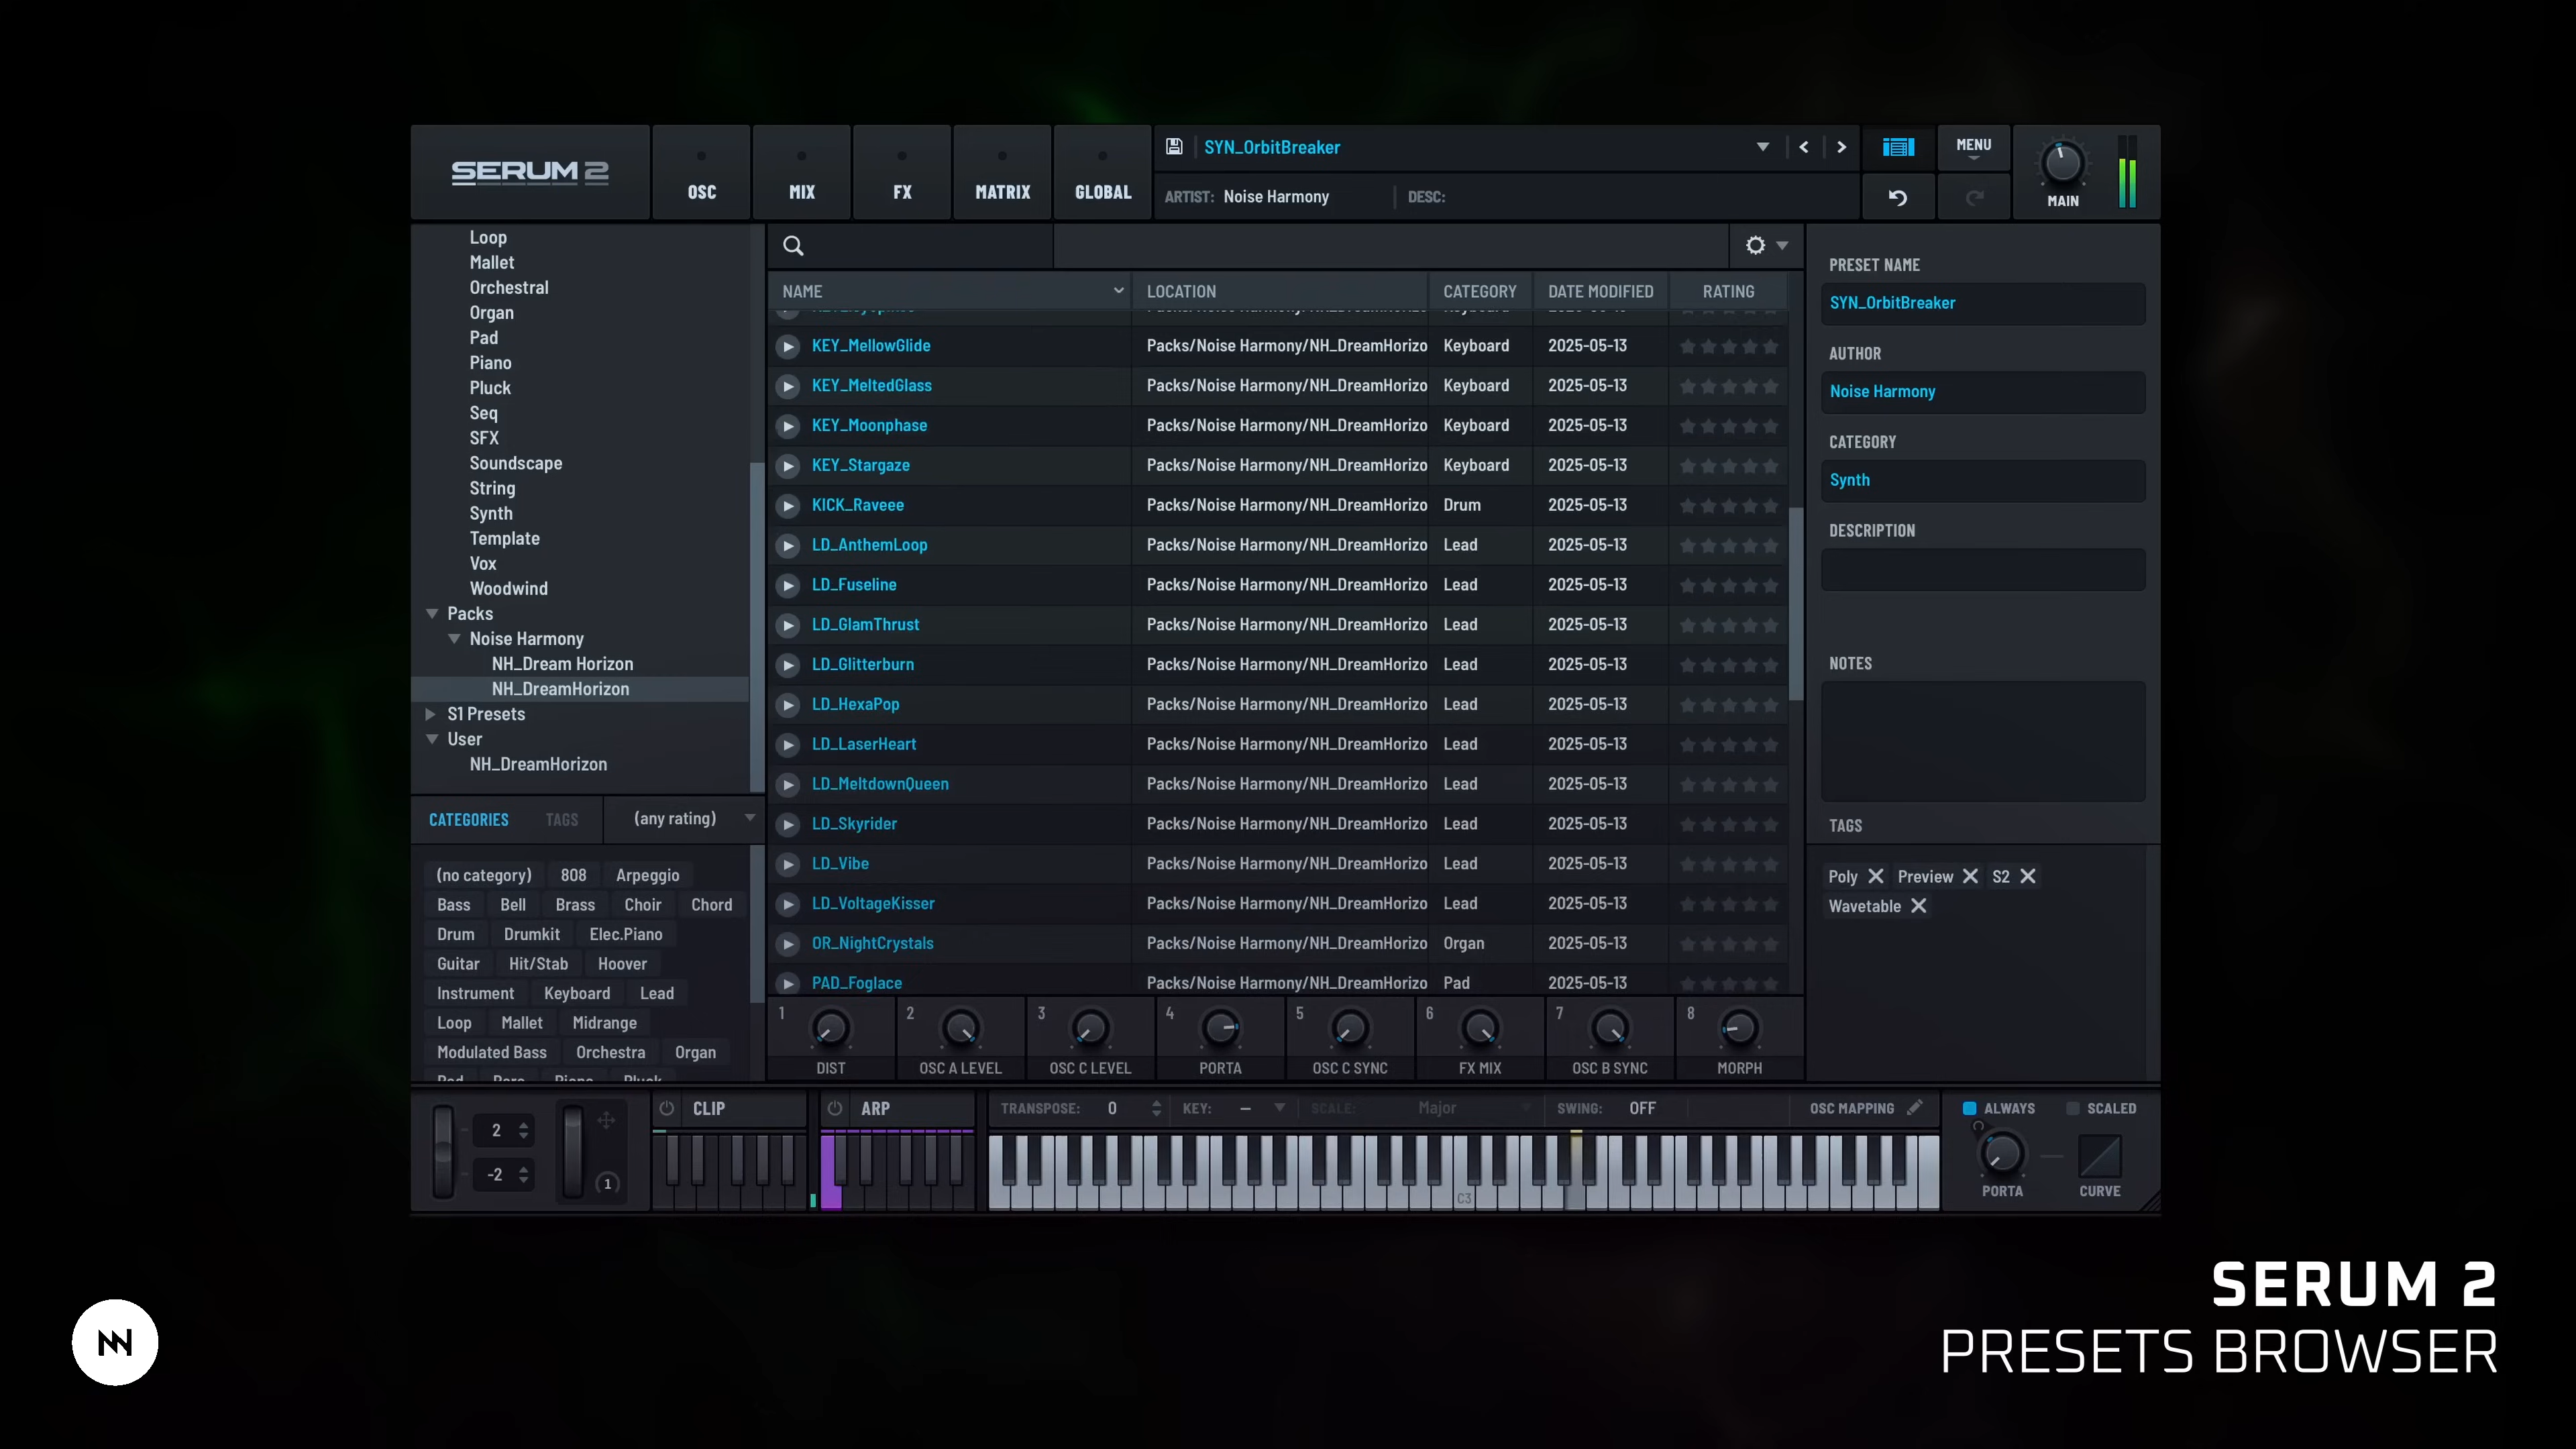 SERUM 2
OSC
MIX
FX
MATRIX
GLOBAL
SYN_OrbitBreaker
ARTIST: Noise Harmony
DESC:
MENU
MAIN
Loop
Mallet
Orchestral
Organ
Pad
Piano
Pluck
Seq
SFX
Soundscape
String
Synth
Template
Vox
Woodwind
Packs
Noise Harmony
NH_Dream Horizon
NH_DreamHorizon
S1 Presets
User
NH_DreamHorizon
CATEGORIES TAGS (any rating)
(no category) 808 Arpeggio
Bass Bell Brass Choir Chord
Drum Drumkit Elec.Piano
Guitar Hit/Stab Hoover
Instrument Keyboard Lead
Loop Mallet Midrange
Modulated Bass Orchestra Organ
NAME LOCATION CATEGORY DATE MODIFIED RATING
KEY_MellowGlide Packs/Noise Harmony/NH_DreamHorizo Keyboard 2025-05-13
KEY_MeltedGlass Packs/Noise Harmony/NH_DreamHorizo Keyboard 2025-05-13
KEY_Moonphase Packs/Noise Harmony/NH_DreamHorizo Keyboard 2025-05-13
KEY_Stargaze Packs/Noise Harmony/NH_DreamHorizo Keyboard 2025-05-13
KICK_Raveee Packs/Noise Harmony/NH_DreamHorizo Drum 2025-05-13
LD_AnthemLoop Packs/Noise Harmony/NH_DreamHorizo Lead 2025-05-13
LD_Fuseline Packs/Noise Harmony/NH_DreamHorizo Lead 2025-05-13
LD_GlamThrust Packs/Noise Harmony/NH_DreamHorizo Lead 2025-05-13
LD_Glitterburn Packs/Noise Harmony/NH_DreamHorizo Lead 2025-05-13
LD_HexaPop Packs/Noise Harmony/NH_DreamHorizo Lead 2025-05-13
LD_LaserHeart Packs/Noise Harmony/NH_DreamHorizo Lead 2025-05-13
LD_MeltdownQueen Packs/Noise Harmony/NH_DreamHorizo Lead 2025-05-13
LD_Skyrider Packs/Noise Harmony/NH_DreamHorizo Lead 2025-05-13
LD_Vibe Packs/Noise Harmony/NH_DreamHorizo Lead 2025-05-13
LD_VoltageKisser Packs/Noise Harmony/NH_DreamHorizo Lead 2025-05-13
OR_NightCrystals Packs/Noise Harmony/NH_DreamHorizo Organ 2025-05-13
PAD_Foglace Packs/Noise Harmony/NH_DreamHorizo Pad 2025-05-13
1 DIST
2 OSC A LEVEL
3 OSC C LEVEL
4 PORTA
5 OSC C SYNC
6 FX MIX
7 OSC B SYNC
8 MORPH
PRESET NAME
SYN_OrbitBreaker
AUTHOR
Noise Harmony
CATEGORY
Synth
DESCRIPTION
NOTES
TAGS
Poly Preview S2
Wavetable
2
-2
1
CLIP
ARP
TRANSPOSE: 0 KEY: – SCALE: Major SWING: OFF OSC MAPPING
C3
ALWAYS SCALED
PORTA CURVE
SERUM 2
PRESETS BROWSER